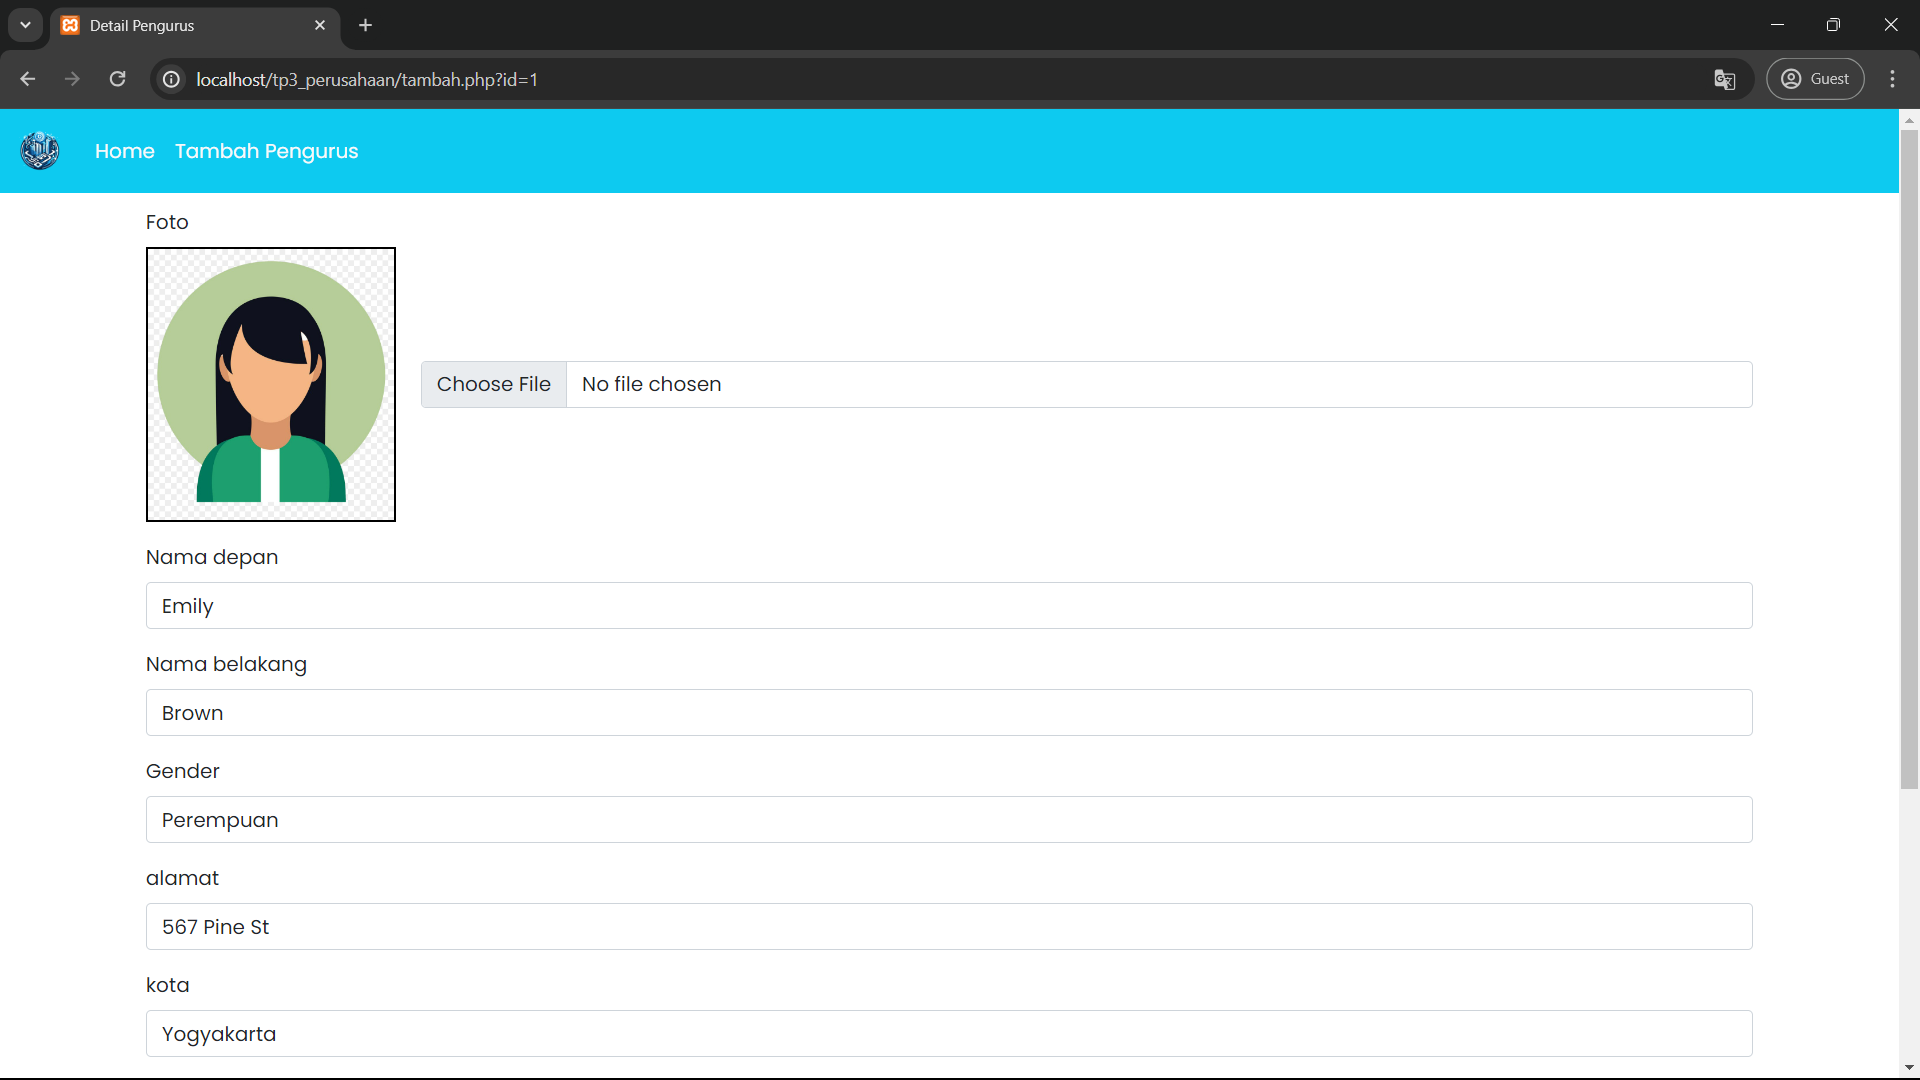 Detail Pengurus
localhost/tp3_perusahaan/tambah.php?id=1
Guest
Home Tambah Pengurus
Foto
Choose File No file chosen
Nama depan
Emily
Nama belakang
Brown
Gender
Perempuan
alamat
567 Pine St
kota
Yogyakarta